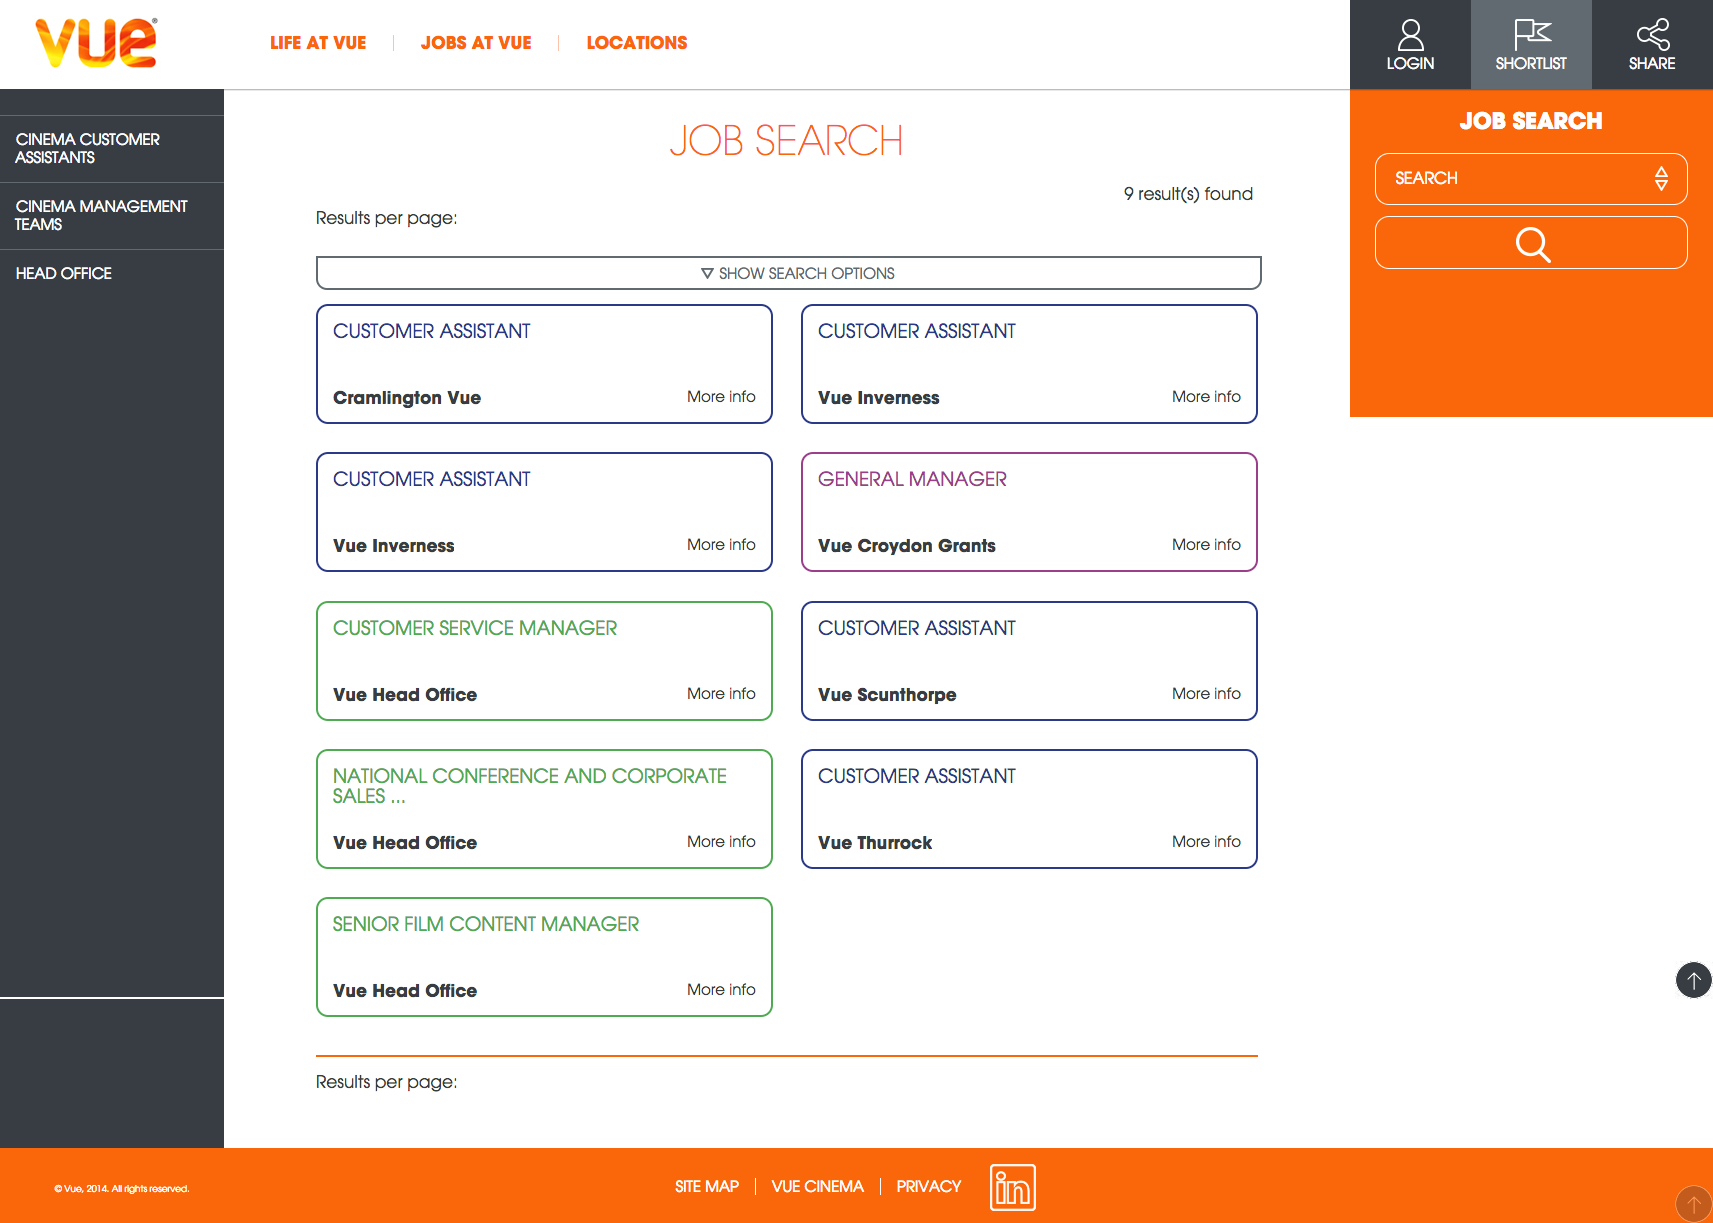 vue
LIFE AT VUE
JOBS AT VUE
LOCATIONS
LOGIN
SHORTLIST
SHARE
CINEMA CUSTOMER
ASSISTANTS
CINEMA MANAGEMENT
TEAMS
HEAD OFFICE
JOB SEARCH
9 result(s) found
Results per page:
▽ SHOW SEARCH OPTIONS
CUSTOMER ASSISTANT
Cramlington Vue More info
CUSTOMER ASSISTANT
Vue Inverness More info
CUSTOMER ASSISTANT
Vue Inverness More info
GENERAL MANAGER
Vue Croydon Grants More info
CUSTOMER SERVICE MANAGER
Vue Head Office More info
CUSTOMER ASSISTANT
Vue Scunthorpe More info
NATIONAL CONFERENCE AND CORPORATE
SALES ...
Vue Head Office More info
CUSTOMER ASSISTANT
Vue Thurrock More info
SENIOR FILM CONTENT MANAGER
Vue Head Office More info
Results per page:
JOB SEARCH
SEARCH
© Vue, 2014. All rights reserved.
SITE MAP
VUE CINEMA
PRIVACY
in